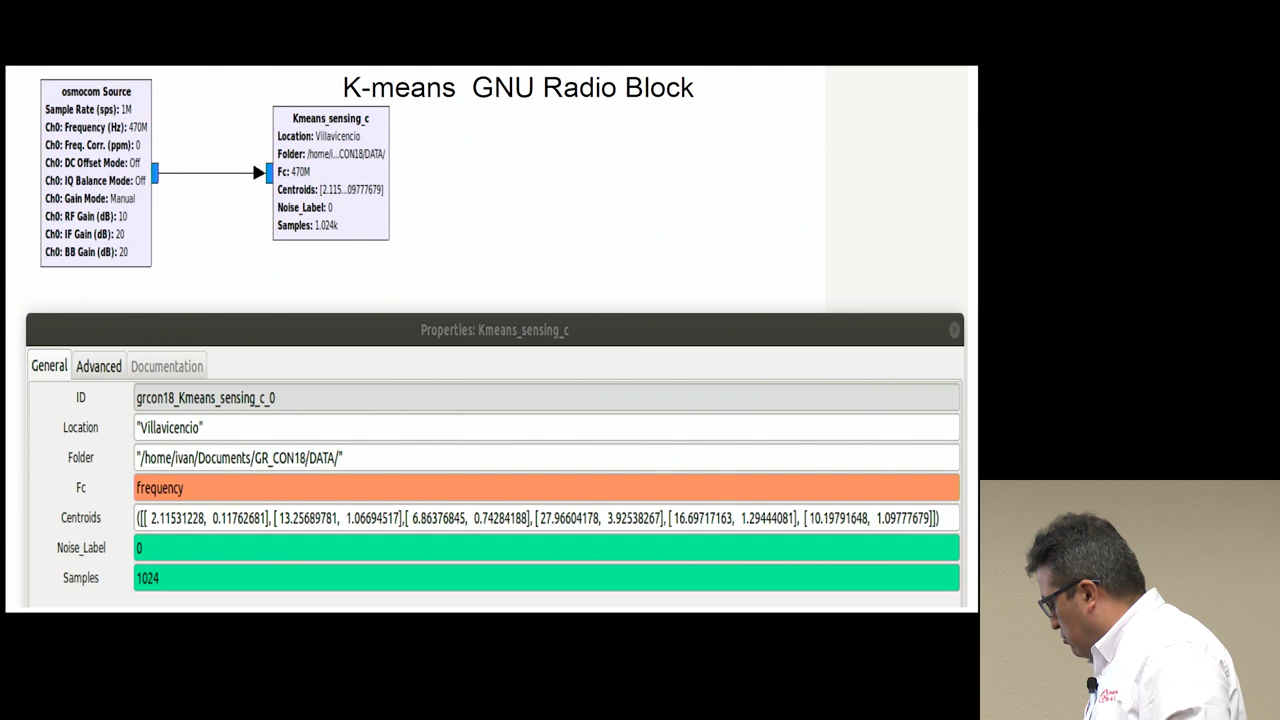 K-means GNU Radio Block
osmocom Source
Sample Rate (sps): 1M
Ch0: Frequency (Hz): 470M
Ch0: Freq. Corr. (ppm): 0
Ch0: DC Offset Mode: Off
Ch0: IQ Balance Mode: Off
Ch0: Gain Mode: Manual
Ch0: RF Gain (dB): 10
Ch0: IF Gain (dB): 20
Ch0: BB Gain (dB): 20
Kmeans_sensing_c
Location: Villavicencio
Folder: /home/i...CON18/DATA/
Fc: 470M
Centroids: [2.115...09777679]
Noise_Label: 0
Samples: 1.024k
Properties: Kmeans_sensing_c
General Advanced Documentation
ID grcon18_Kmeans_sensing_c_0
Location "Villavicencio"
Folder "/home/ivan/Documents/GR_CON18/DATA/"
Fc frequency
Centroids ([[ 2.11531228, 0.11762681],[ 13.25689781, 1.06694517],[ 6.86376845, 0.74284188],[ 27.96604178, 3.92538267],[ 16.69717163, 1.29444081], [ 10.19791648, 1.09777679]])
Noise_Label 0
Samples 1024